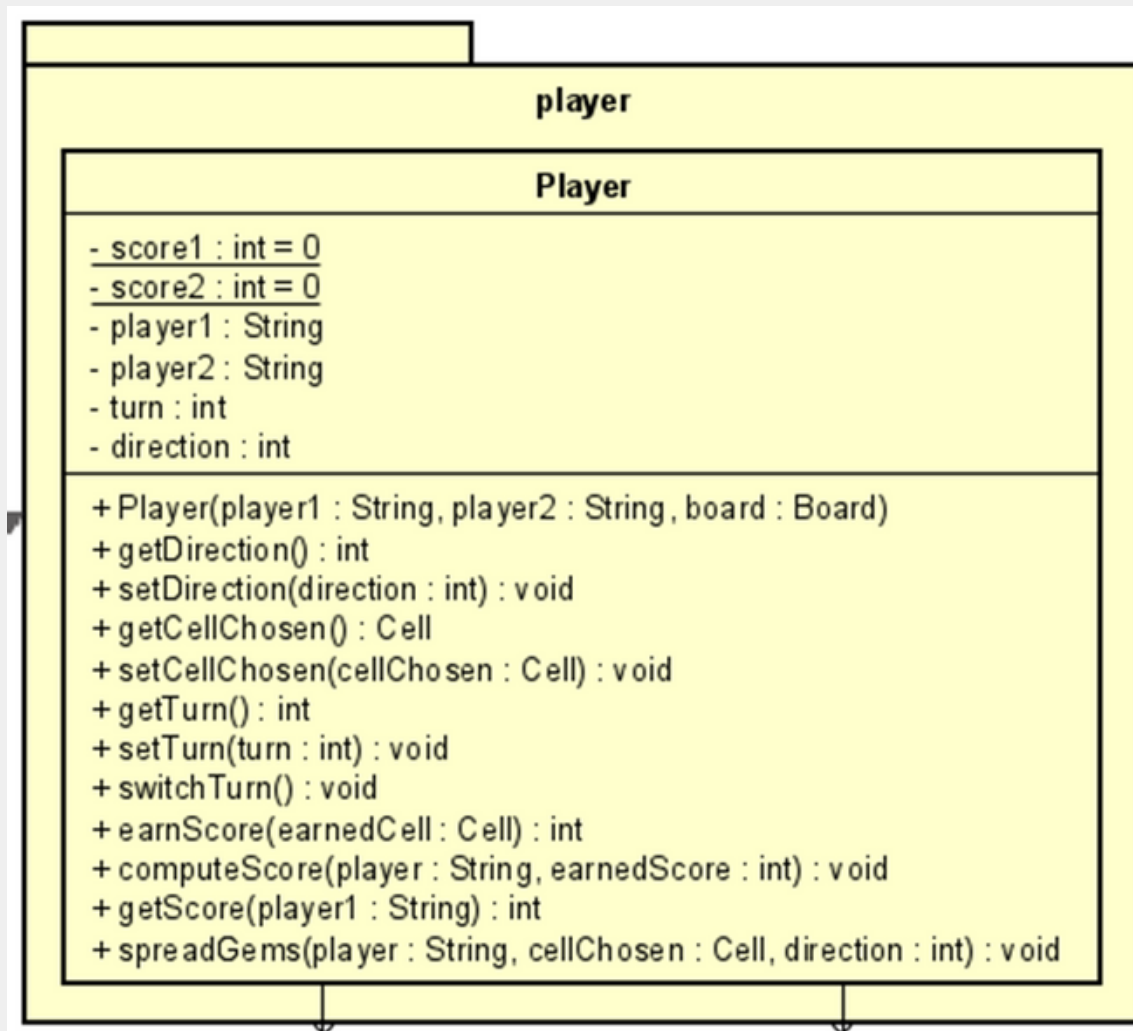 player
Player
- score1 : int = 0
- score2 : int = 0
- player1 : String
- player2 : String
- turn : int
- direction : int
+ Player(player1 : String, player2 : String, board : Board)
+ getDirection() : int
+ setDirection(direction : int) : void
+ getCellChosen() : Cell
+ setCellChosen(cellChosen : Cell) : void
+ getTurn() : int
+ setTurn(turn : int) : void
+ switchTurn() : void
+ earnScore(earnedCell : Cell) : int
+ computeScore(player : String, earnedScore : int) : void
+ getScore(player1 : String) : int
+ spreadGems(player : String, cellChosen : Cell, direction : int) : void